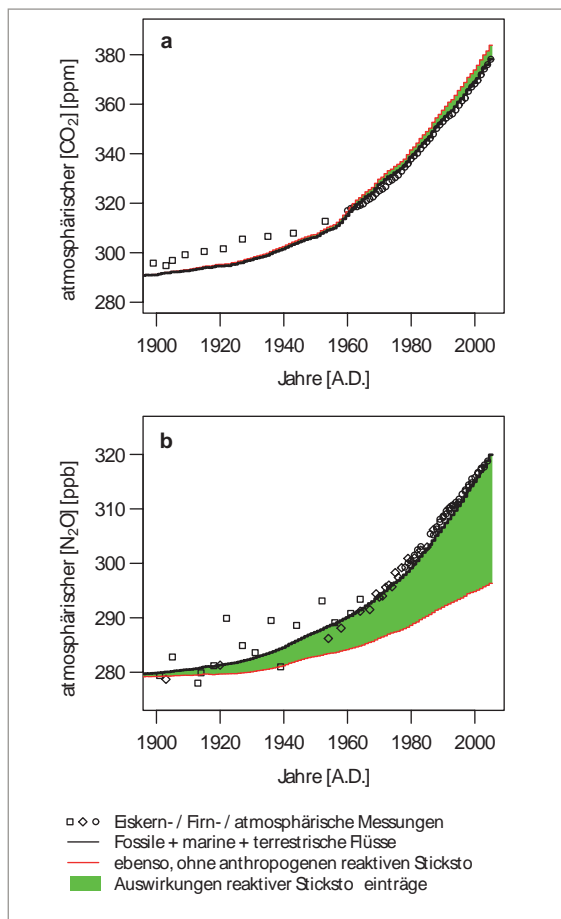 a
atmosphärischer [CO₂] [ppm]
380
360
340
320
300
280
1900
1920
1940
1960
1980
2000
Jahre [A.D.]
b
atmosphärischer [N₂O] [ppb]
320
310
300
290
280
1900
1920
1940
1960
1980
2000
Jahre [A.D.]
Eiskern- / Firn- / atmosphärische Messungen
Fossile + marine + terrestrische Flüsse
ebenso, ohne anthropogenen reaktiven Sticksto
Auswirkungen reaktiver Sticksto einträge